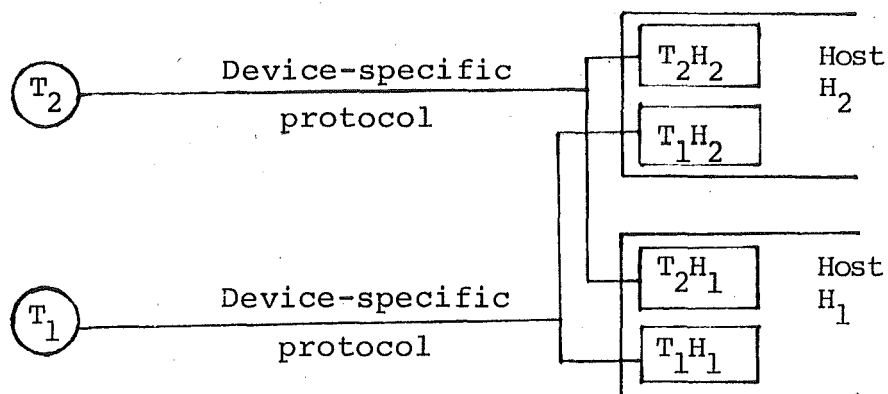 T₂
Device-specific
protocol
T₂H₂
T₁H₂
Host
H₂
T₁
Device-specific
protocol
T₂H₁
T₁H₁
Host
H₁